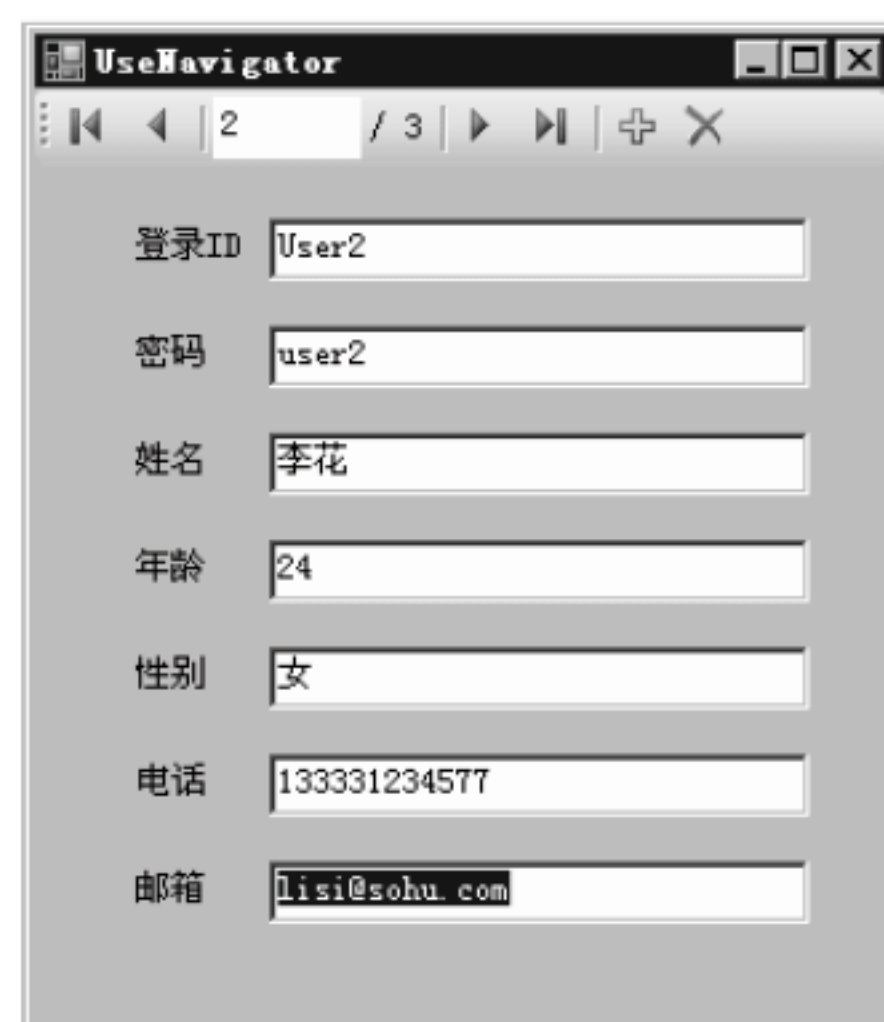 UseNavigator
2 / 3
登录ID User2
密码 user2
姓名 李花
年龄 24
性别 女
电话 133331234577
邮箱 lisi@sohu.com